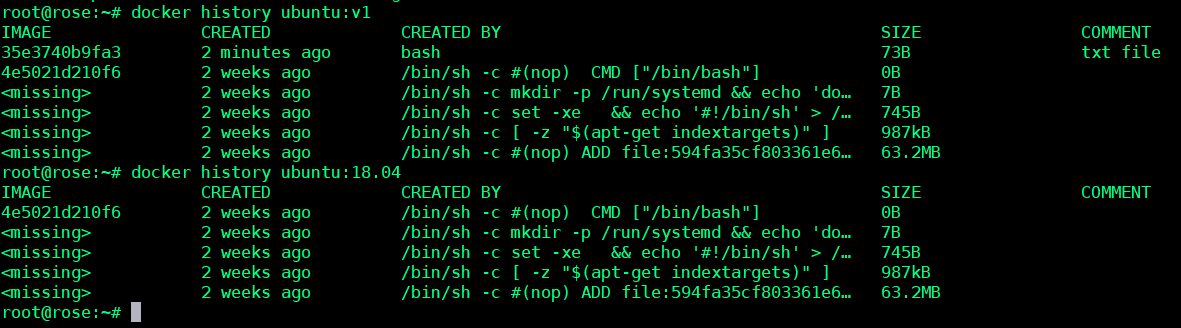 root@rose:~# docker history ubuntu:v1
IMAGE CREATED CREATED BY SIZE COMMENT
35e3740b9fa3 2 minutes ago bash 73B txt file
4e5021d210f6 2 weeks ago /bin/sh -c #(nop)  CMD ["/bin/bash"] 0B
<missing> 2 weeks ago /bin/sh -c mkdir -p /run/systemd && echo 'do… 7B
<missing> 2 weeks ago /bin/sh -c set -xe   && echo '#!/bin/sh' > /… 745B
<missing> 2 weeks ago /bin/sh -c [ -z "$(apt-get indextargets)" ] 987kB
<missing> 2 weeks ago /bin/sh -c #(nop) ADD file:594fa35cf803361e6… 63.2MB
root@rose:~# docker history ubuntu:18.04
IMAGE CREATED CREATED BY SIZE COMMENT
4e5021d210f6 2 weeks ago /bin/sh -c #(nop)  CMD ["/bin/bash"] 0B
<missing> 2 weeks ago /bin/sh -c mkdir -p /run/systemd && echo 'do… 7B
<missing> 2 weeks ago /bin/sh -c set -xe   && echo '#!/bin/sh' > /… 745B
<missing> 2 weeks ago /bin/sh -c [ -z "$(apt-get indextargets)" ] 987kB
<missing> 2 weeks ago /bin/sh -c #(nop) ADD file:594fa35cf803361e6… 63.2MB
root@rose:~#